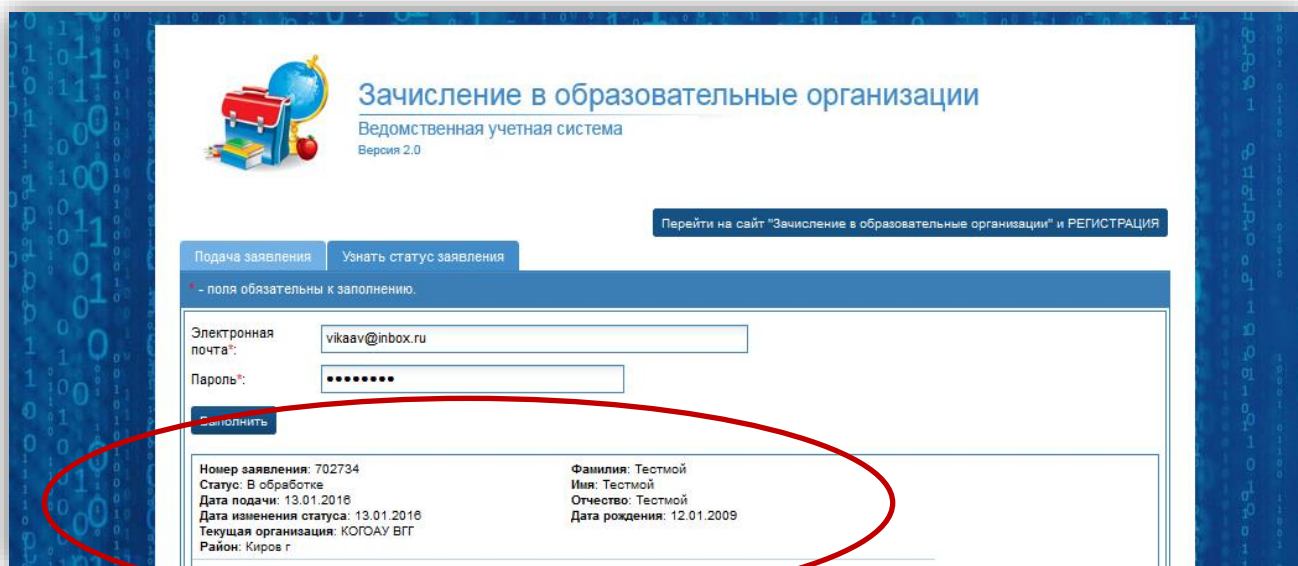 Зачисление в образовательные организации
Ведомственная учетная система
Версия 2.0
Перейти на сайт "Зачисление в образовательные организации" и РЕГИСТРАЦИЯ
Подача заявления
Узнать статус заявления
* - поля обязательны к заполнению.
Электронная
почта*:
vikaav@inbox.ru
Пароль*:
Выполнить
Номер заявления: 702734
Статус: В обработке
Дата подачи: 13.01.2016
Дата изменения статуса: 13.01.2016
Текущая организация: КОГОАУ ВГГ
Район: Киров г
Фамилия: Тестмой
Имя: Тестмой
Отчество: Тестмой
Дата рождения: 12.01.2009